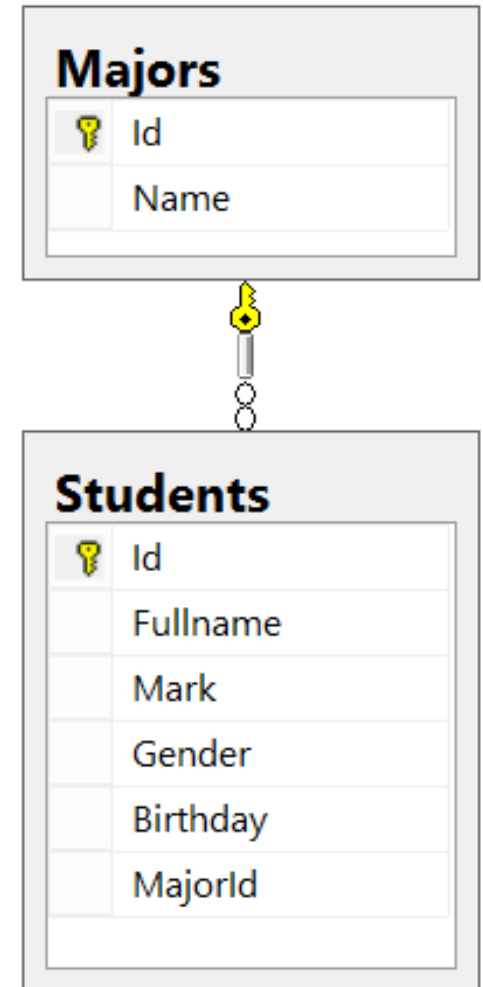 Majors
Id
Name
Students
Id
Fullname
Mark
Gender
Birthday
MajorId